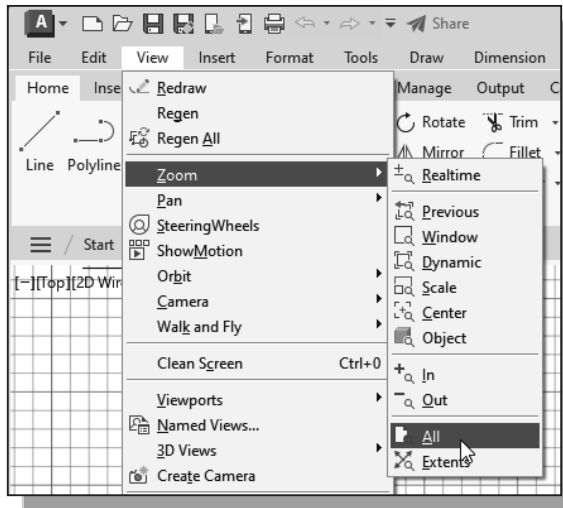 A Share
File Edit View Insert Format Tools Draw Dimension
Home Inse Manage Output C
Line Polyline
Rotate Trim
Mirror Fillet
Start
[−][Top][2D Wir
Redraw
Regen
Regen All
Zoom
Pan
SteeringWheels
ShowMotion
Orbit
Camera
Walk and Fly
Clean Screen Ctrl+0
Viewports
Named Views...
3D Views
Create Camera
Realtime
Previous
Window
Dynamic
Scale
Center
Object
In
Out
All
Extents